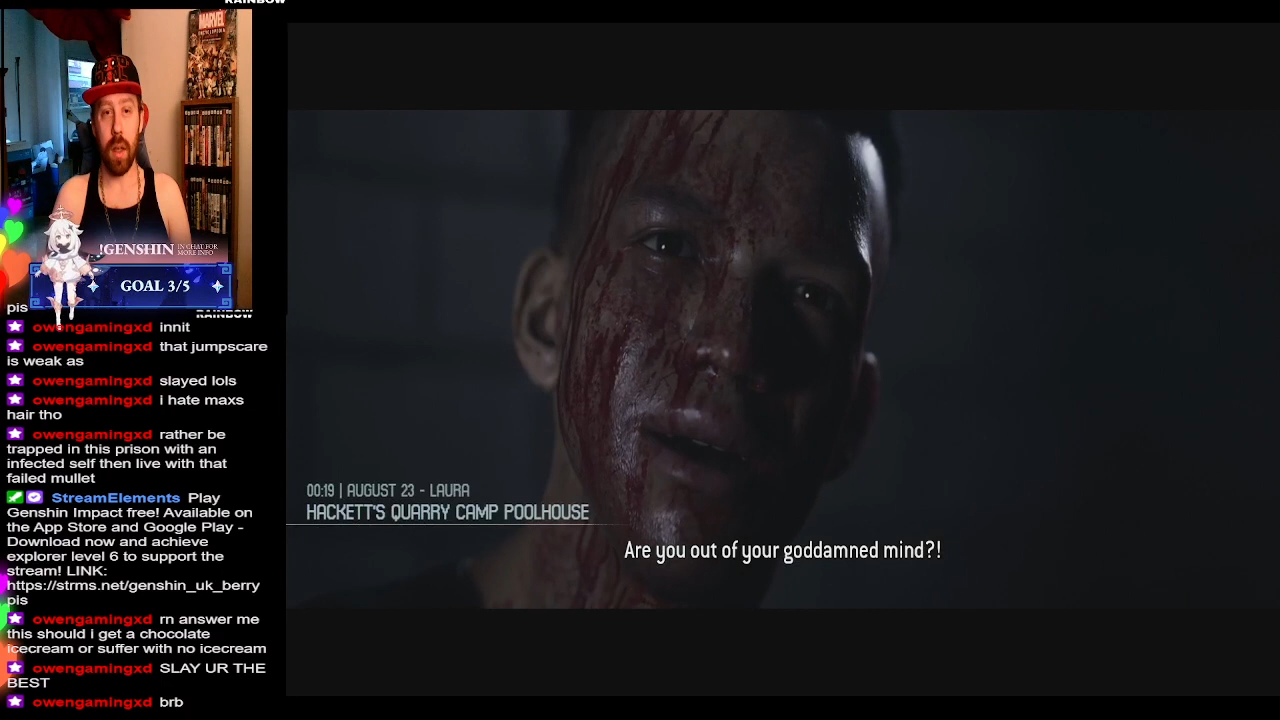 RAINBOW
MARVEL
ENCYCLOPEDIA
!GENSHIN IN CHAT FOR
MORE INFO
GOAL 3/5
RAINBOW
pis
owengamingxd innit
owengamingxd that jumpscare
is weak as
owengamingxd slayed lols
owengamingxd i hate maxs
hair tho
owengamingxd rather be
trapped in this prison with an
infected self then live with that
failed mullet
StreamElements Play
Genshin Impact free! Available on
the App Store and Google Play -
Download now and achieve
explorer level 6 to support the
stream! LINK:
https://strms.net/genshin_uk_berry
pis
owengamingxd rn answer me
this should i get a chocolate
icecream or suffer with no icecream
owengamingxd SLAY UR THE
BEST
owengamingxd brb
00:19 | AUGUST 23 - LAURA
HACKETT'S QUARRY CAMP POOLHOUSE
Are you out of your goddamned mind?!